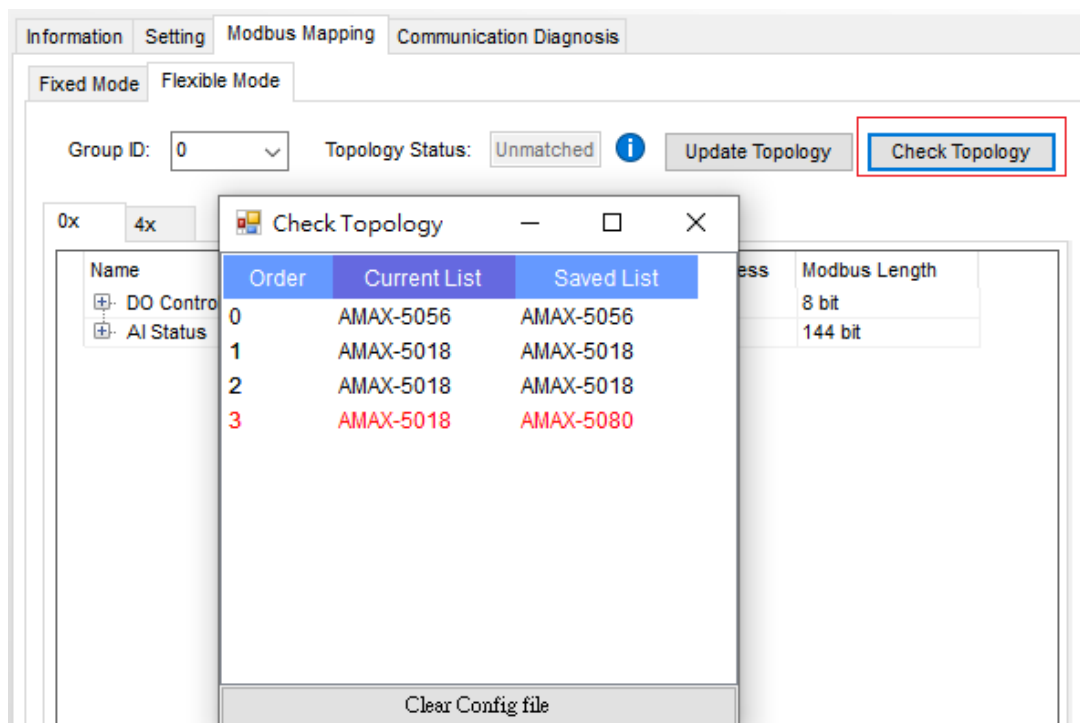 Information Setting Modbus Mapping Communication Diagnosis
Fixed Mode Flexible Mode
Group ID: 0 Topology Status: Unmatched i Update Topology Check Topology
0x 4x
Check Topology
Name ess Modbus Length
Order Current List Saved List
DO Contro 8 bit
AI Status 144 bit
0 AMAX-5056 AMAX-5056
1 AMAX-5018 AMAX-5018
2 AMAX-5018 AMAX-5018
3 AMAX-5018 AMAX-5080
Clear Config file